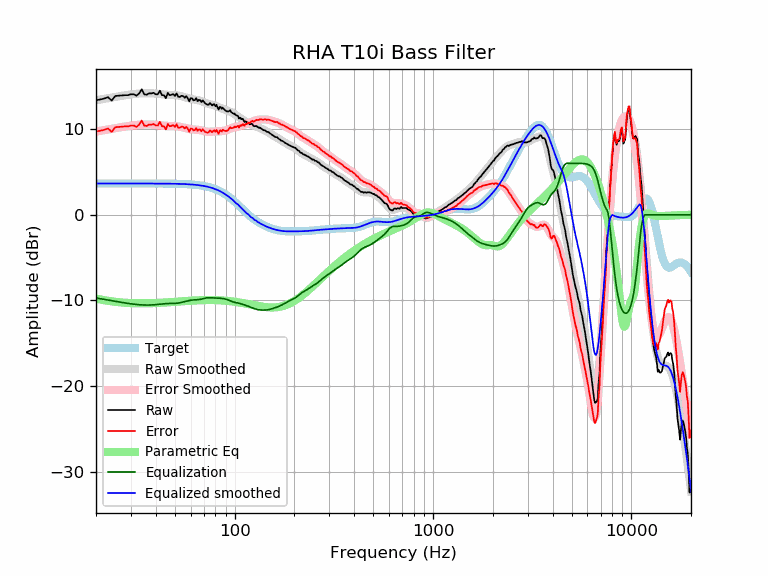 RHA T10i Bass Filter
Amplitude (dBr)
10
0
−10
−20
−30
Target
Raw Smoothed
Error Smoothed
Raw
Error
Parametric Eq
Equalization
Equalized smoothed
100
1000
10000
Frequency (Hz)